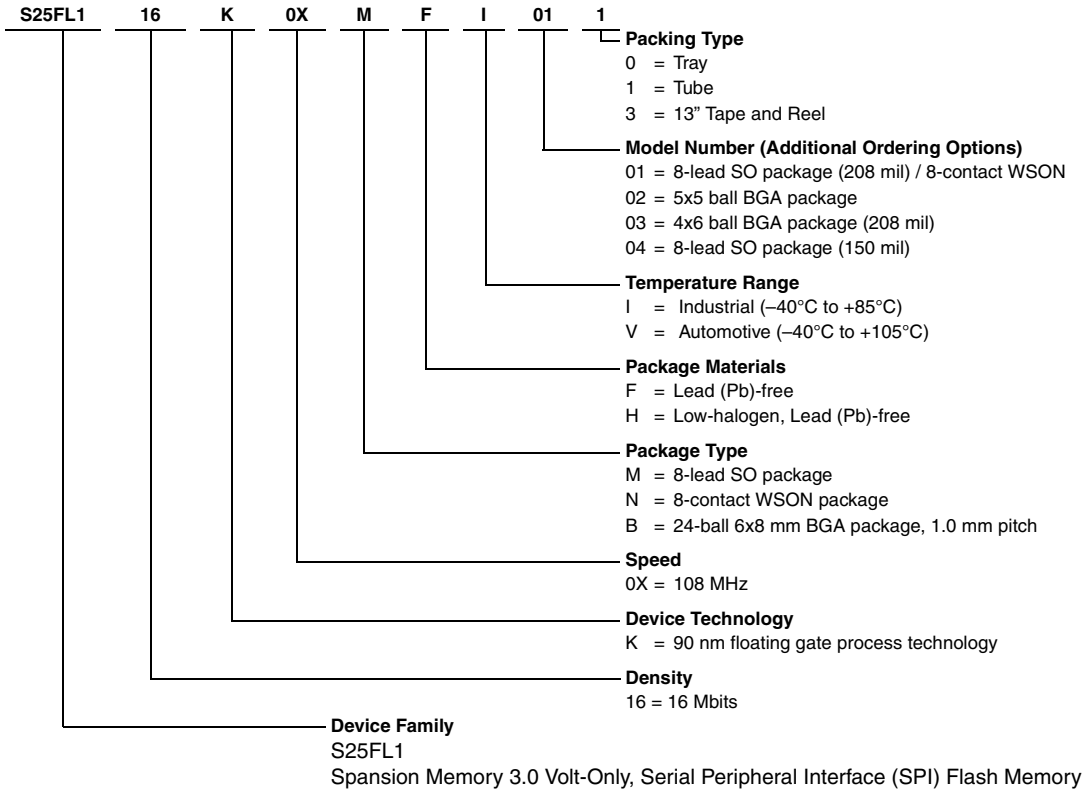 S25FL1 16 K 0X M F I 01 1
Packing Type
0 = Tray
1 = Tube
3 = 13” Tape and Reel
Model Number (Additional Ordering Options)
01 = 8-lead SO package (208 mil) / 8-contact WSON
02 = 5x5 ball BGA package
03 = 4x6 ball BGA package (208 mil)
04 = 8-lead SO package (150 mil)
Temperature Range
I = Industrial (–40°C to +85°C)
V = Automotive (–40°C to +105°C)
Package Materials
F = Lead (Pb)-free
H = Low-halogen, Lead (Pb)-free
Package Type
M = 8-lead SO package
N = 8-contact WSON package
B = 24-ball 6x8 mm BGA package, 1.0 mm pitch
Speed
0X = 108 MHz
Device Technology
K = 90 nm floating gate process technology
Density
16 = 16 Mbits
Device Family
S25FL1
Spansion Memory 3.0 Volt-Only, Serial Peripheral Interface (SPI) Flash Memory